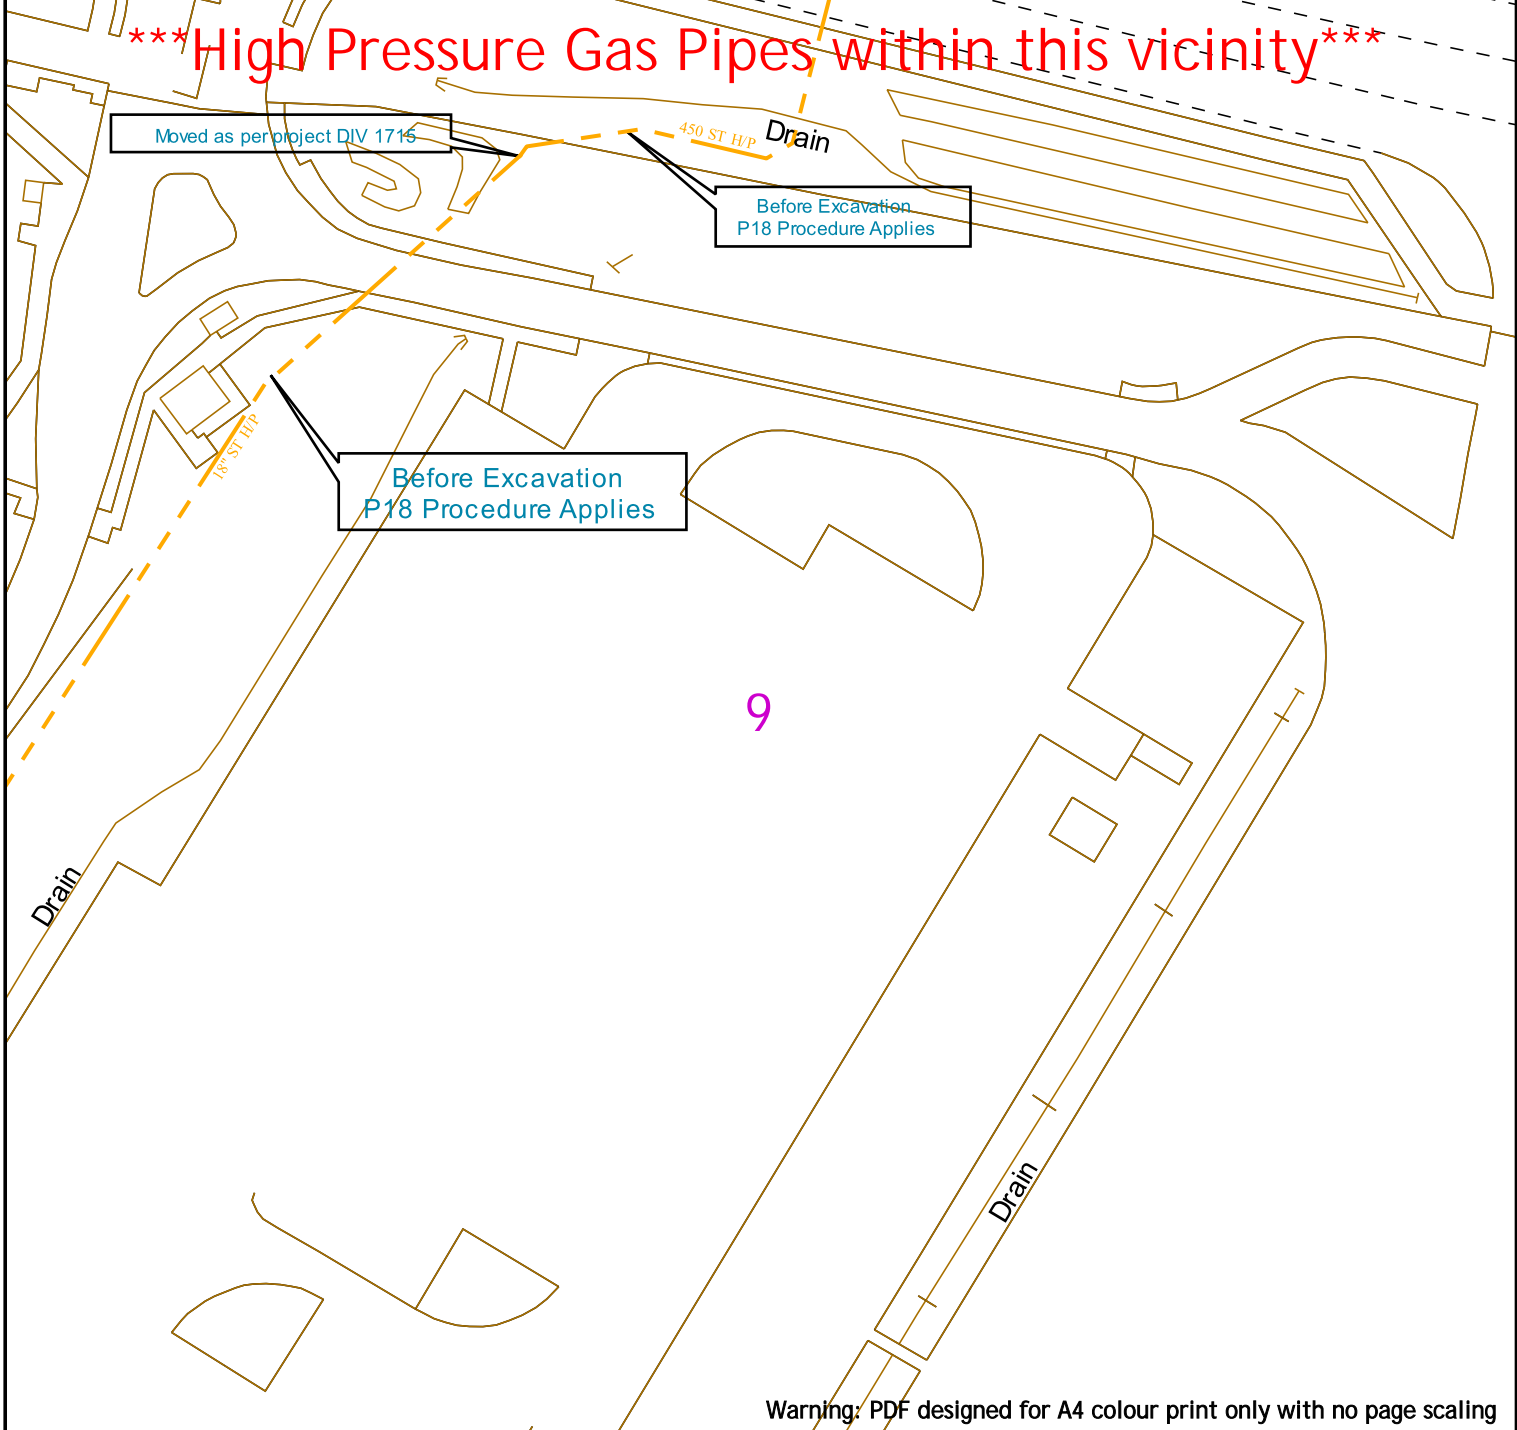 ***High Pressure Gas Pipes within this vicinity***
Moved as per project DIV 1715
450 ST H/P
Drain
Before Excavation
P18 Procedure Applies
18" ST H/P
Before Excavation
P18 Procedure Applies
9
Drain
Drain
Warning: PDF designed for A4 colour print only with no page scaling